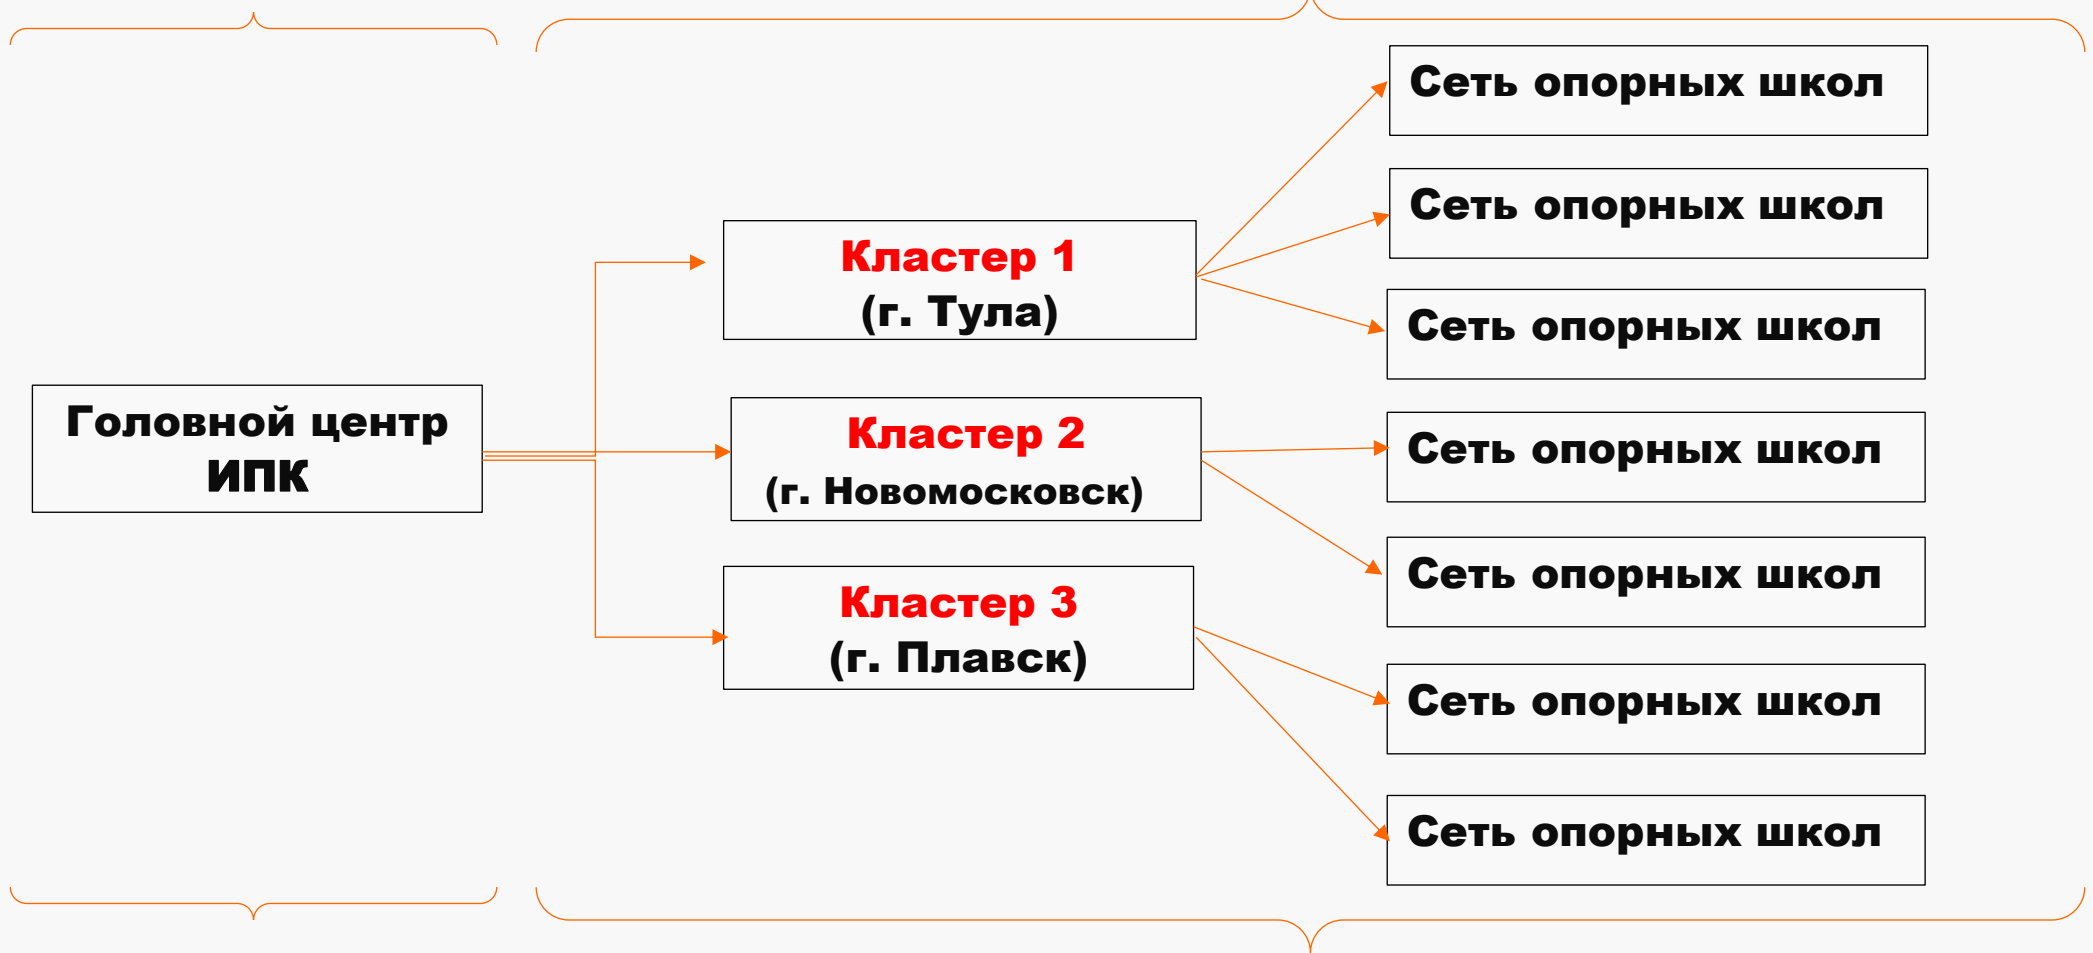 Головной центр
ИПК
Кластер 1
(г. Тула)
Кластер 2
(г. Новомосковск)
Кластер 3
(г. Плавск)
Сеть опорных школ
Сеть опорных школ
Сеть опорных школ
Сеть опорных школ
Сеть опорных школ
Сеть опорных школ
Сеть опорных школ